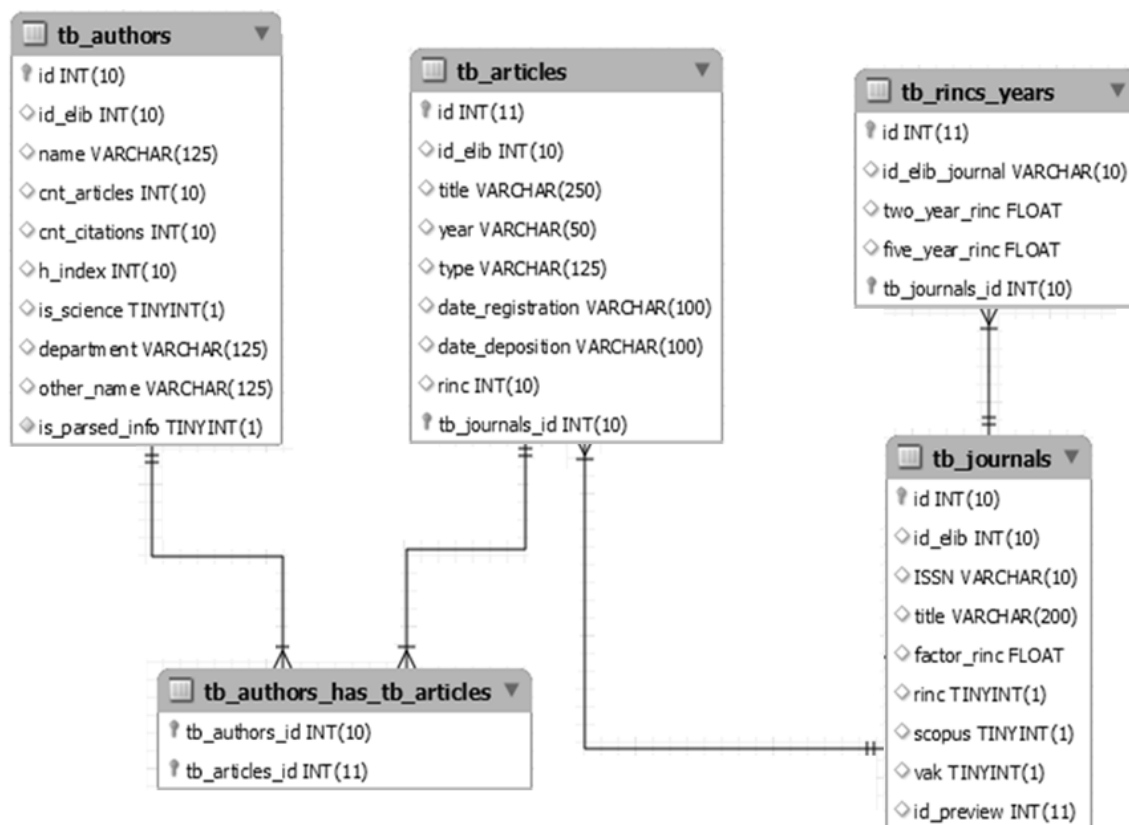 tb_authors
id INT(10)
id_elib INT(10)
name VARCHAR(125)
cnt_articles INT(10)
cnt_citations INT(10)
h_index INT(10)
is_science TINYINT(1)
department VARCHAR(125)
other_name VARCHAR(125)
is_parsed_info TINYINT(1)
tb_articles
id INT(11)
id_elib INT(10)
title VARCHAR(250)
year VARCHAR(50)
type VARCHAR(125)
date_registration VARCHAR(100)
date_deposition VARCHAR(100)
rinc INT(10)
tb_journals_id INT(10)
tb_rincs_years
id INT(11)
id_elib_journal VARCHAR(10)
two_year_rinc FLOAT
five_year_rinc FLOAT
tb_journals_id INT(10)
tb_journals
id INT(10)
id_elib INT(10)
ISSN VARCHAR(10)
title VARCHAR(200)
factor_rinc FLOAT
rinc TINYINT(1)
scopus TINYINT(1)
vak TINYINT(1)
id_preview INT(11)
tb_authors_has_tb_articles
tb_authors_id INT(10)
tb_articles_id INT(11)